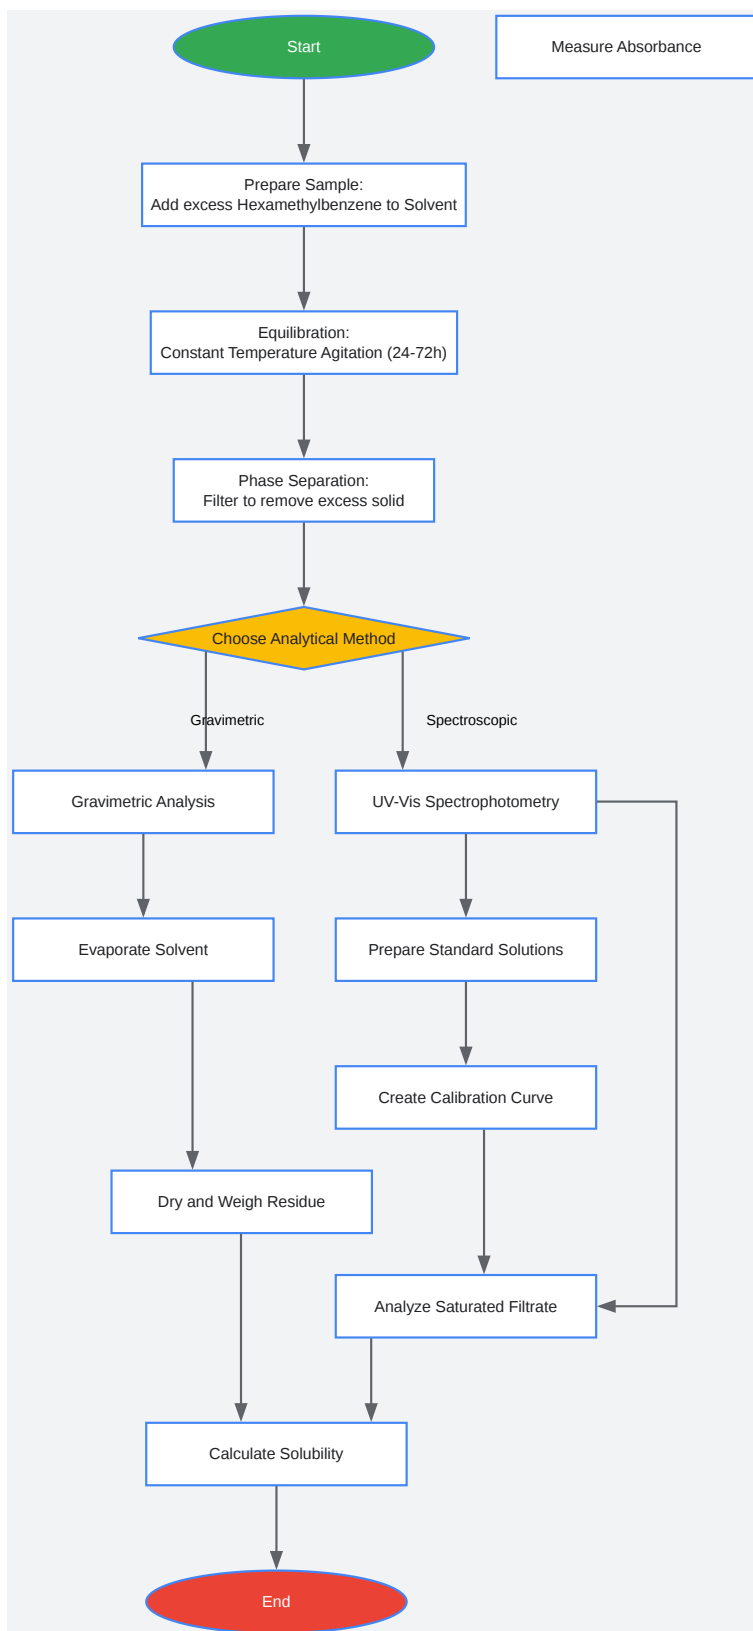 Start
Measure Absorbance
Prepare Sample:
Add excess Hexamethylbenzene to Solvent
Equilibration:
Constant Temperature Agitation (24-72h)
Phase Separation:
Filter to remove excess solid
Choose Analytical Method
Gravimetric
Spectroscopic
Gravimetric Analysis
UV-Vis Spectrophotometry
Evaporate Solvent
Prepare Standard Solutions
Create Calibration Curve
Dry and Weigh Residue
Analyze Saturated Filtrate
Calculate Solubility
End